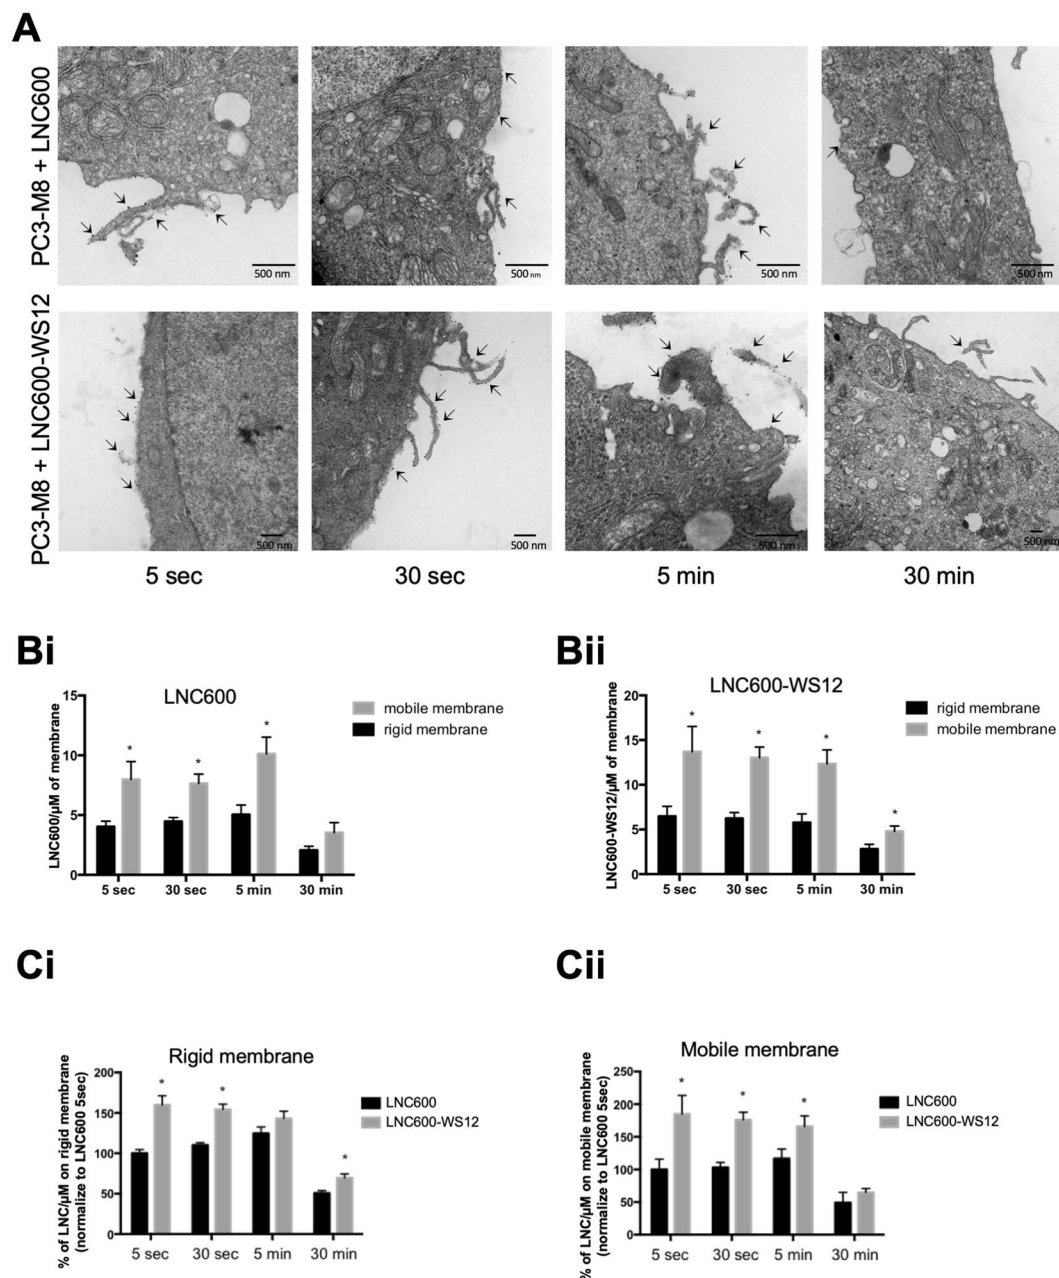 A
PC3-M8 + LNC600
500 nm
500 nm
500 nm
500 nm
PC3-M8 + LNC600-WS12
500 nm
500 nm
500 nm
500 nm
5 sec
30 sec
5 min
30 min
Bi
LNC600
LNC600/µM of membrane
15
10
5
0
*
*
*
5 sec
30 sec
5 min
30 min
mobile membrane
rigid membrane
Bii
LNC600-WS12
LNC600-WS12/µM of membrane
20
15
10
5
0
*
*
*
*
5 sec
30 sec
5 min
30 min
rigid membrane
mobile membrane
Ci
Rigid membrane
% of LNC/µM on rigid membrane
(normalize to LNC600 5sec)
200
150
100
50
0
*
*
*
5 sec
30 sec
5 min
30 min
LNC600
LNC600-WS12
Cii
Mobile membrane
% of LNC/µM on mobile membrane
(normalize to LNC600 5sec)
250
200
150
100
50
0
*
*
*
5 sec
30 sec
5 min
30 min
LNC600
LNC600-WS12